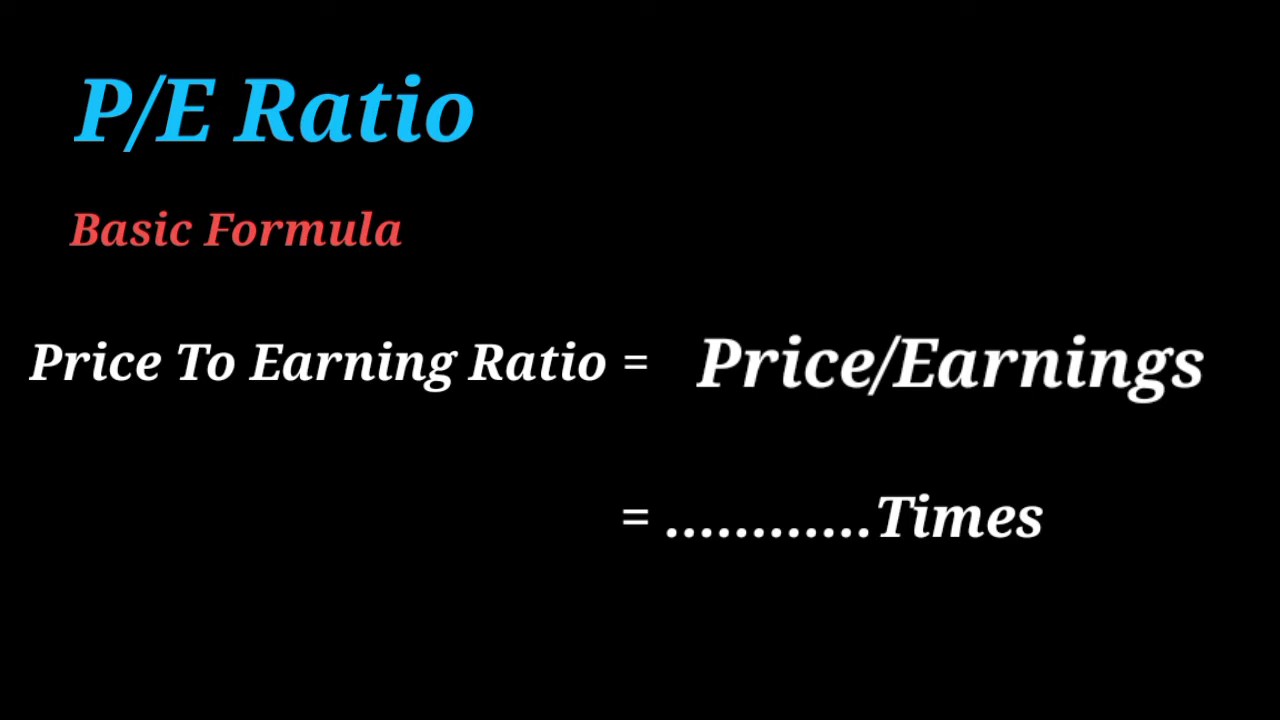 P/E Ratio
Basic Formula
Price To Earning Ratio = Price/Earnings
= ............Times